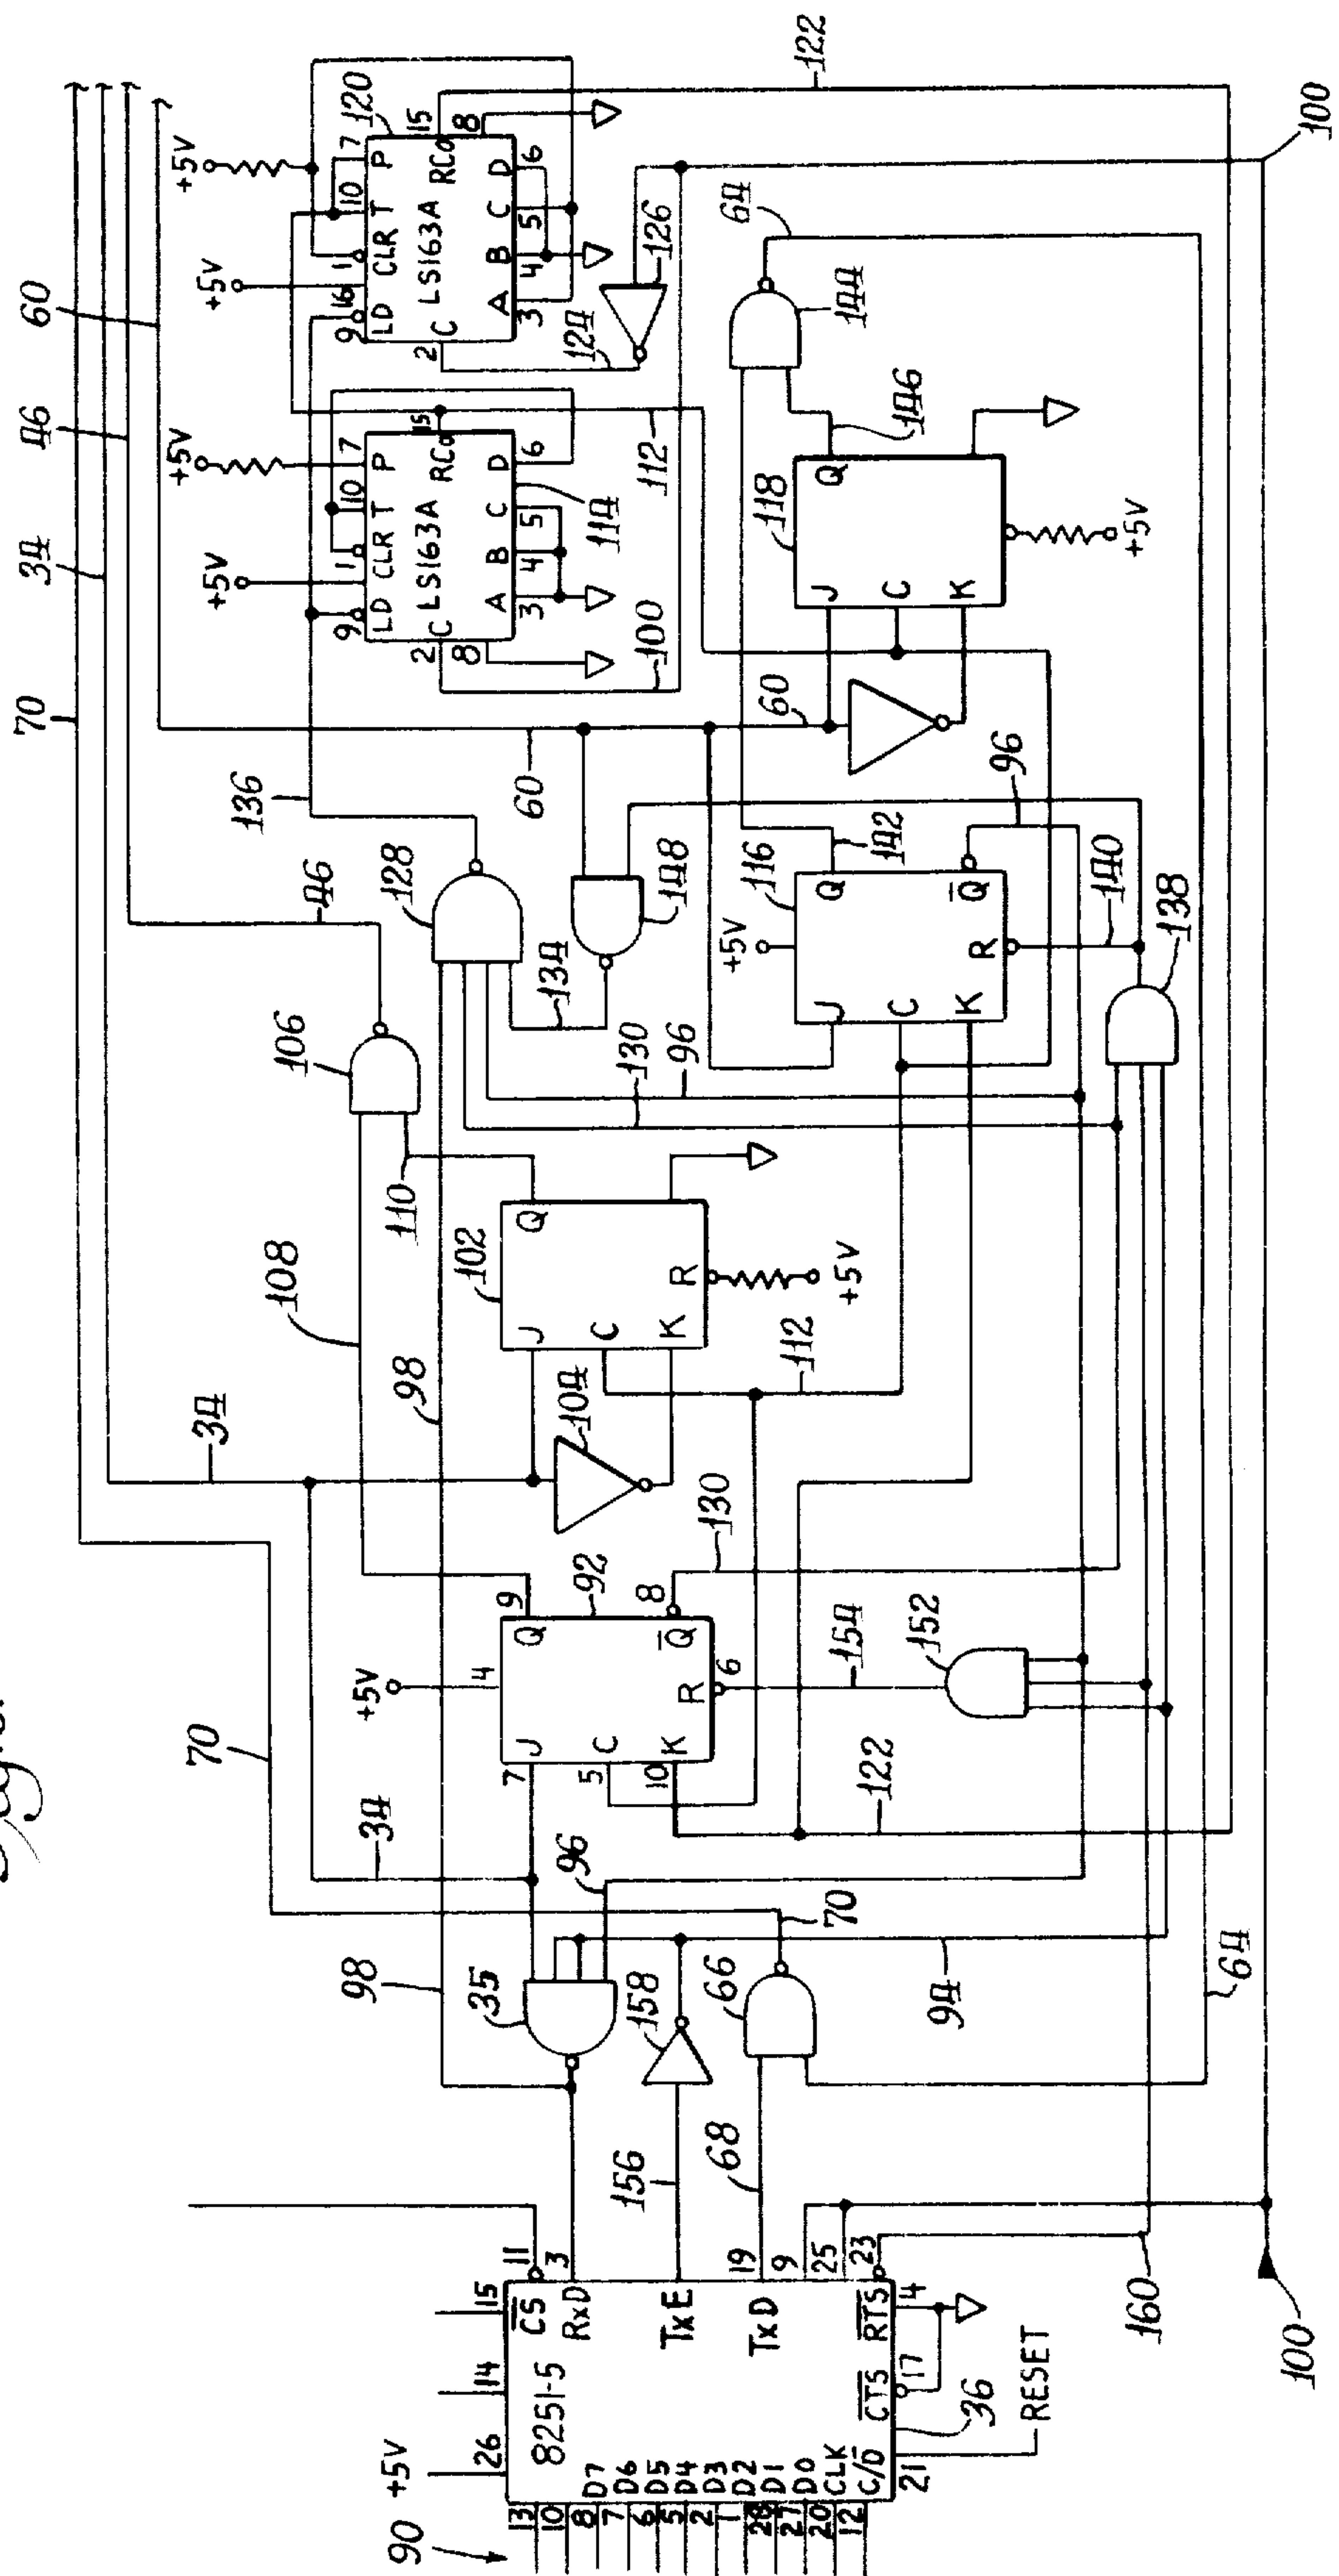 Fig.
70
34
46
60
+5V
+5V
+5V
+5V
9 16 1 10 7
LD CLR T P
120
LS163A
C
2
RCO
15
8
A B C D
3 4 5 6
122
9 1 10 7
LD CLR T P
LS163A
C
2
8
RCO
15
A B C D
3 4 5 6
114
112
124
126
100
136
128
46
106
108
110
98
34
130
96
134
148
60
60
64
144
146
142
118
J
C
K
Q
+5V
116
+5V
J
C
K
Q
Q
R
96
140
138
102
J
C
K
Q
R
+5V
104
112
70
34
+5V
4
92
7
5
10
J
C
K
Q
Q
R
9
8
6
130
154
152
122
98
35
96
158
66
70
94
64
156
68
160
100
100
90
+5V
26 14 15
8251-5
CS
RxD
TxE
TxD
RTS
CTS
11
3
19
9
25
23
4
17
13
10
8 D7
7 D6
6 D5
5 D4
2 D3
1 D2
28 D1
27 D0
20 CLK
12 C/D
21
36
RESET